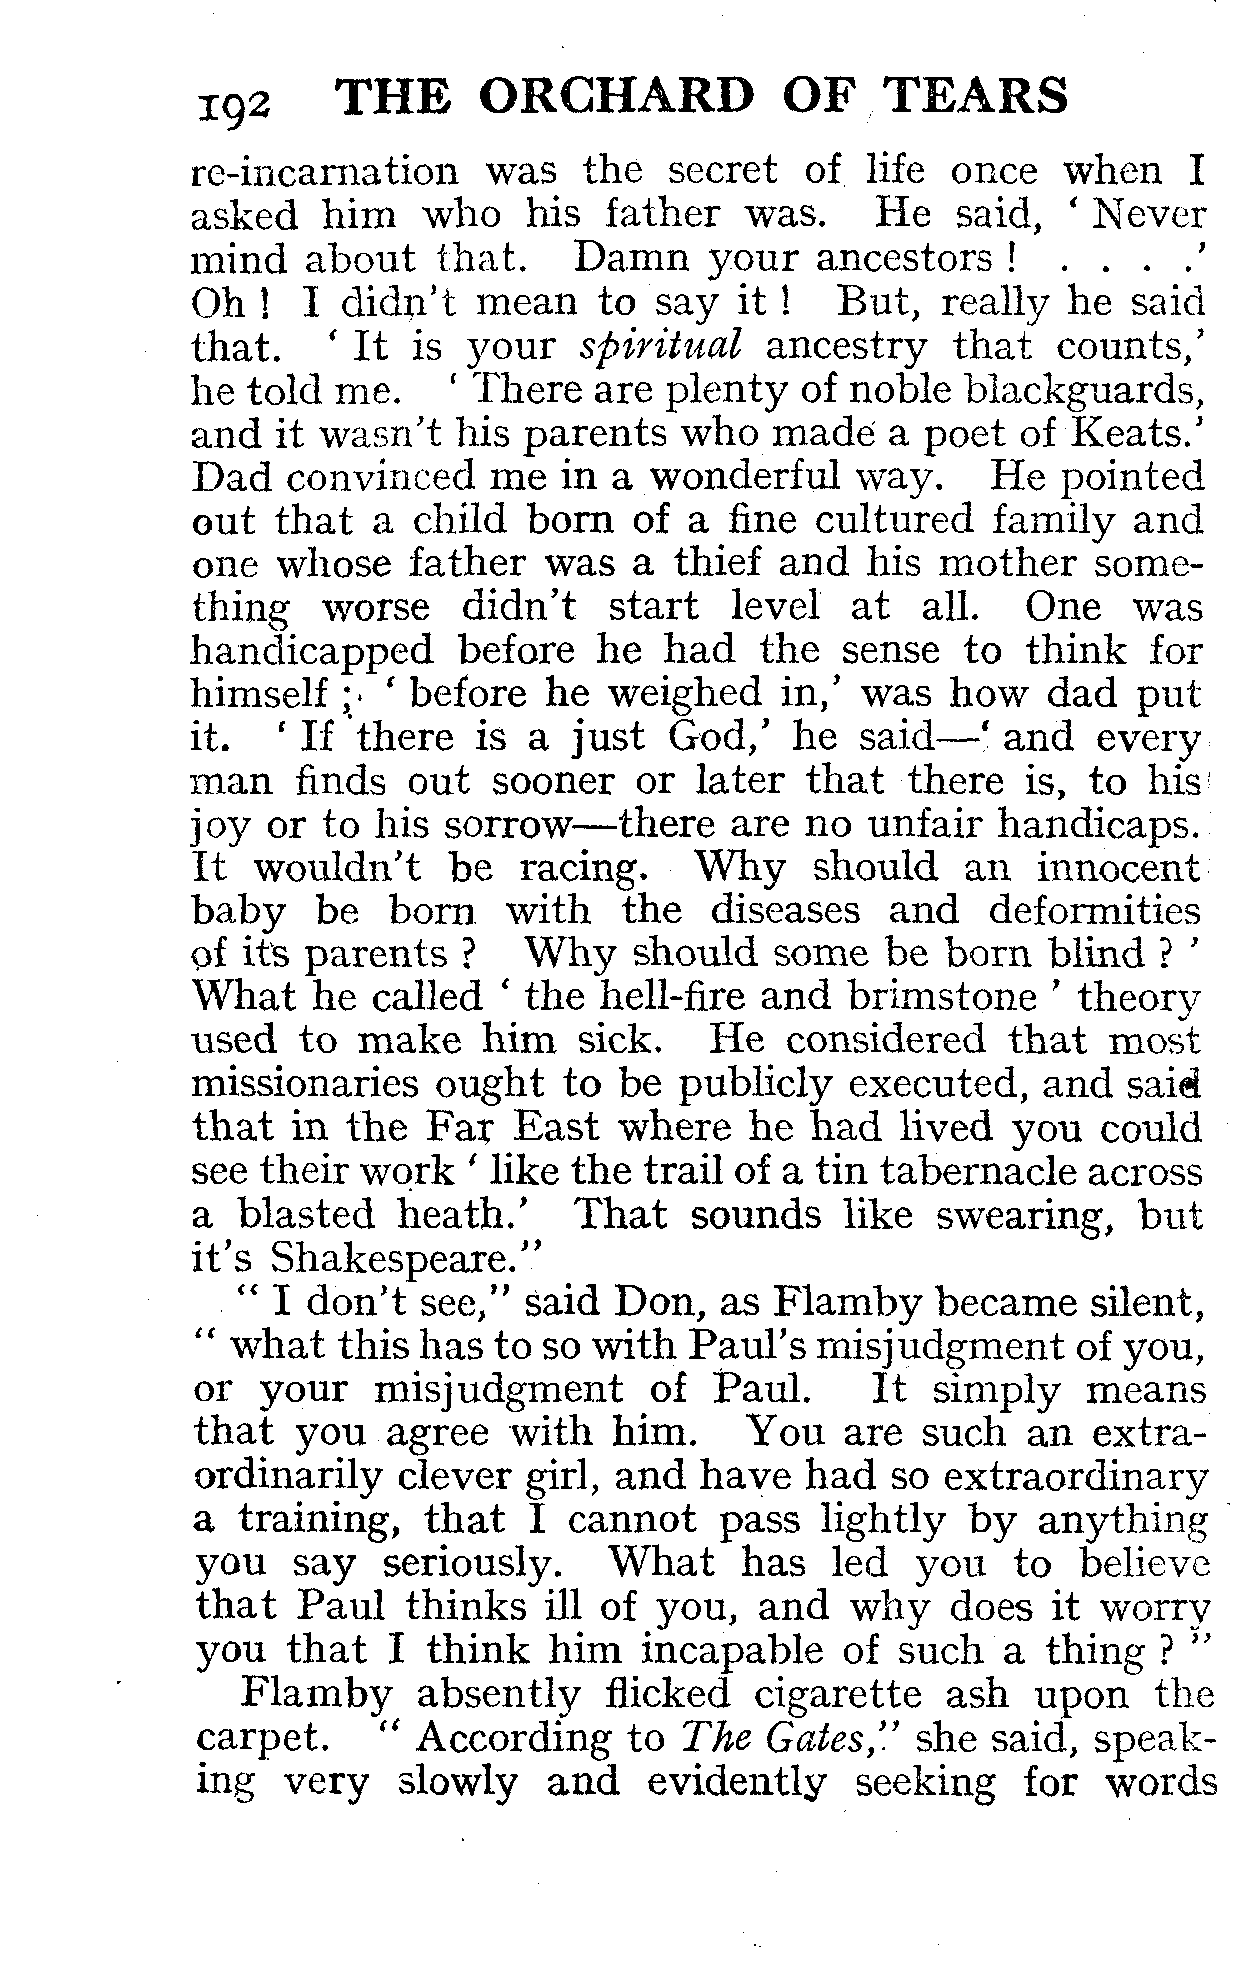 192 THE ORCHARD OF TEARS
re-incarnation was the secret of life once when I
asked him who his father was. He said, ‘ Never
mind about that. Damn your ancestors ! . . . .’
Oh ! I didn’t mean to say it ! But, really he said
that. ‘ It is your spiritual ancestry that counts,’
he told me. ‘ There are plenty of noble blackguards,
and it wasn’t his parents who made a poet of Keats.’
Dad convinced me in a wonderful way. He pointed
out that a child born of a fine cultured family and
one whose father was a thief and his mother some-
thing worse didn’t start level at all. One was
handicapped before he had the sense to think for
himself ; ‘ before he weighed in,’ was how dad put
it. ‘ If there is a just God,’ he said—‘ and every
man finds out sooner or later that there is, to his
joy or to his sorrow—there are no unfair handicaps.
It wouldn’t be racing. Why should an innocent
baby be born with the diseases and deformities
of its parents ? Why should some be born blind ? ’
What he called ‘ the hell-fire and brimstone ’ theory
used to make him sick. He considered that most
missionaries ought to be publicly executed, and said
that in the Far East where he had lived you could
see their work ‘ like the trail of a tin tabernacle across
a blasted heath.’ That sounds like swearing, but
it’s Shakespeare.”
“ I don’t see,” said Don, as Flamby became silent,
“ what this has to so with Paul’s misjudgment of you,
or your misjudgment of Paul. It simply means
that you agree with him. You are such an extra-
ordinarily clever girl, and have had so extraordinary
a training, that I cannot pass lightly by anything
you say seriously. What has led you to believe
that Paul thinks ill of you, and why does it worry
you that I think him incapable of such a thing ? ”
Flamby absently flicked cigarette ash upon the
carpet. “ According to The Gates,” she said, speak-
ing very slowly and evidently seeking for words